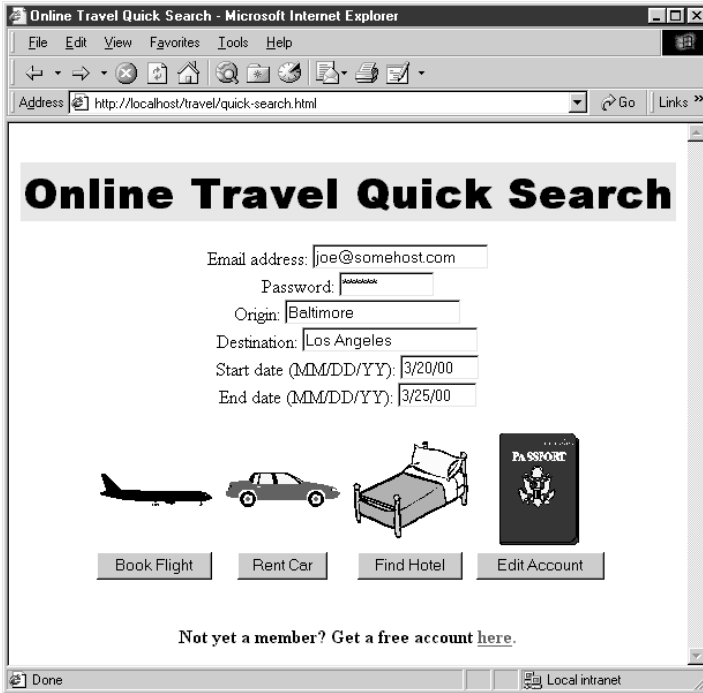 Online Travel Quick Search - Microsoft Internet Explorer
File Edit View Favorites Tools Help
Address http://localhost/travel/quick-search.html Go Links »
Online Travel Quick Search
Email address: joe@somehost.com
Password: *******
Origin: Baltimore
Destination: Los Angeles
Start date (MM/DD/YY): 3/20/00
End date (MM/DD/YY): 3/25/00
PASSPORT
Book Flight Rent Car Find Hotel Edit Account
Not yet a member? Get a free account here.
Done Local intranet